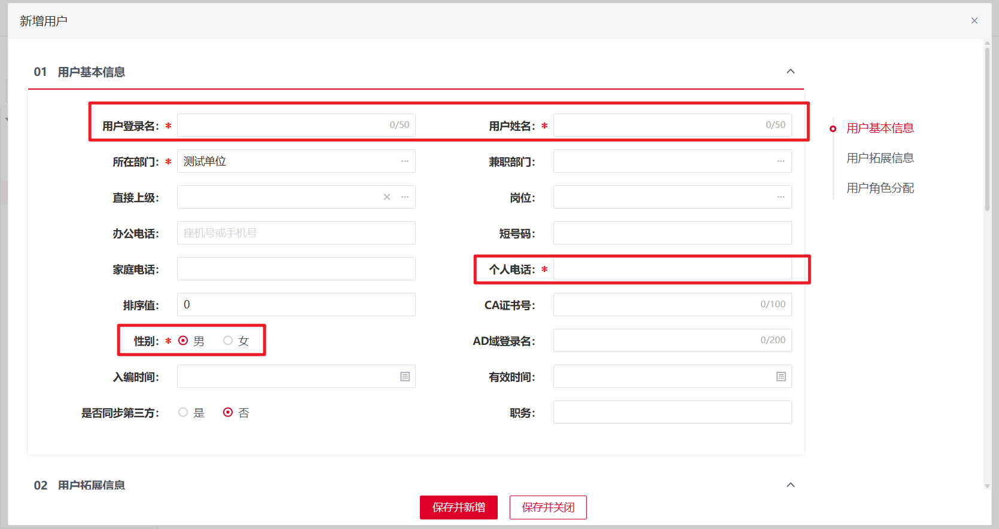 新增用户
01 用户基本信息
用户登录名: * 0/50 用户姓名: * 0/50
所在部门: * 测试单位 兼职部门:
直接上级: 岗位:
办公电话: 座机号或手机号 短号码:
家庭电话: 个人电话: *
排序值: 0 CA证书号: 0/100
性别: * 男 女 AD域登录名: 0/200
入编时间: 有效时间:
是否同步第三方: 是 否 职务:
02 用户拓展信息
保存并新增 保存并关闭
用户基本信息
用户拓展信息
用户角色分配